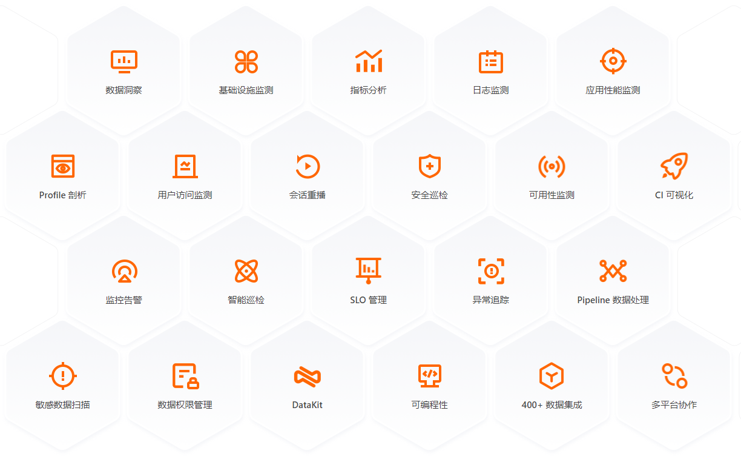 数据洞察
基础设施监测
指标分析
日志监测
应用性能监测
Profile 剖析
用户访问监测
会话重播
安全巡检
可用性监测
CI 可视化
监控告警
智能巡检
SLO 管理
异常追踪
Pipeline 数据处理
敏感数据扫描
数据权限管理
DataKit
可编程性
400+ 数据集成
多平台协作